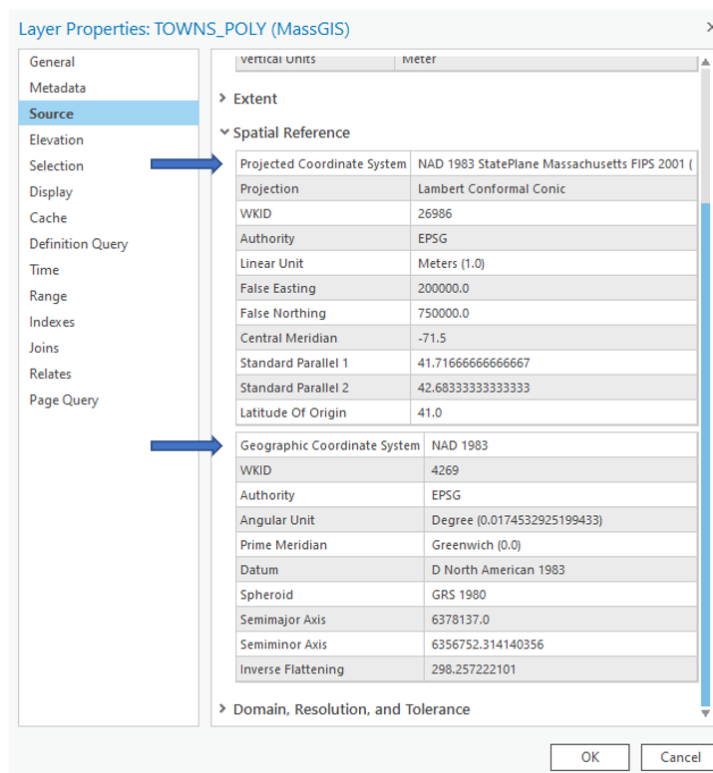 Layer Properties: TOWNS_POLY (MassGIS)
General
Metadata
Source
Elevation
Selection
Display
Cache
Definition Query
Time
Range
Indexes
Joins
Relates
Page Query
Vertical Units Meter
Extent
Spatial Reference
Projected Coordinate System NAD 1983 StatePlane Massachusetts FIPS 2001 (
Projection Lambert Conformal Conic
WKID 26986
Authority EPSG
Linear Unit Meters (1.0)
False Easting 200000.0
False Northing 750000.0
Central Meridian -71.5
Standard Parallel 1 41.71666666666667
Standard Parallel 2 42.68333333333333
Latitude Of Origin 41.0
Geographic Coordinate System NAD 1983
WKID 4269
Authority EPSG
Angular Unit Degree (0.0174532925199433)
Prime Meridian Greenwich (0.0)
Datum D North American 1983
Spheroid GRS 1980
Semimajor Axis 6378137.0
Semiminor Axis 6356752.314140356
Inverse Flattening 298.257222101
Domain, Resolution, and Tolerance
OK Cancel